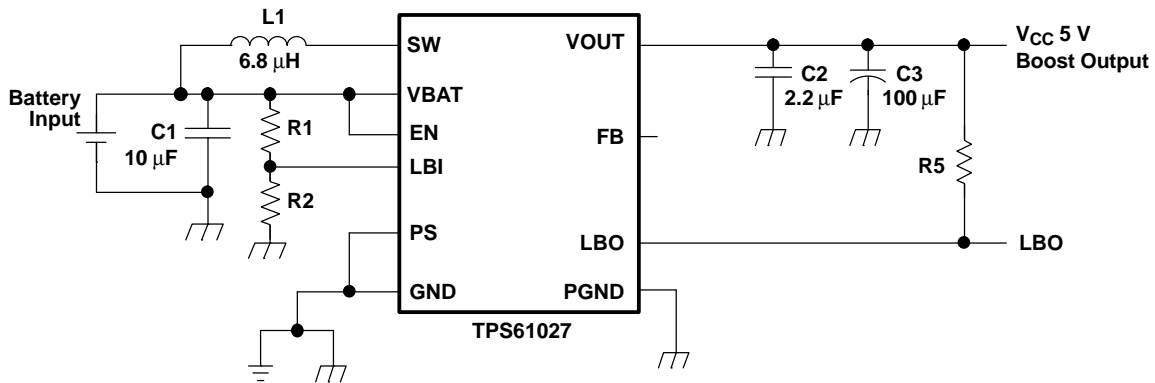 L1
6.8 μH
SW
VOUT
VCC 5 V
Boost Output
Battery
Input
VBAT
C2
2.2 μF
C3
100 μF
C1
10 μF
R1
EN
FB
LBI
R5
R2
PS
LBO
LBO
GND
PGND
TPS61027